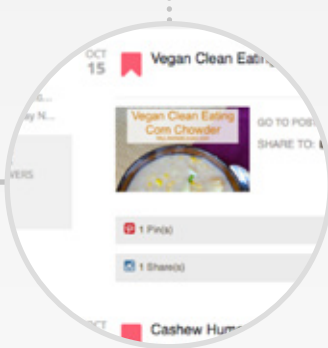 OCT
15
Vegan Clean Eating
Vegan Clean Eating
Corn Chowder
GO TO POS
SHARE TO:
1 Pin(s)
1 Share(s)
OCT
Cashew Hum